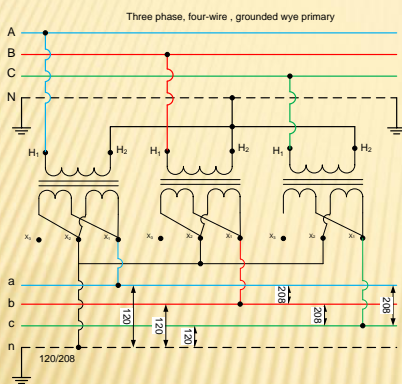 Three phase, four-wire , grounded wye primary
A
B
C
N
H₁ H₂ H₁ H₂ H₁ H₂
X₃ X₂ X₁ X₃ X₂ X₁ X₃ X₂ X₁
a
b
c
n
120
120
120
208
208
208
120/208